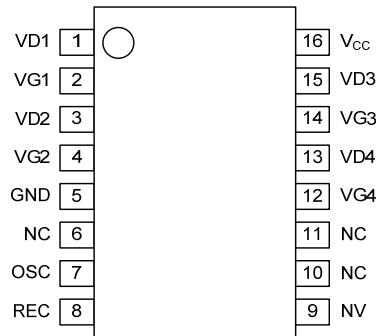 VD1 1 16 VCC
VG1 2 15 VD3
VD2 3 14 VG3
VG2 4 13 VD4
GND 5 12 VG4
NC 6 11 NC
OSC 7 10 NC
REC 8 9 NV